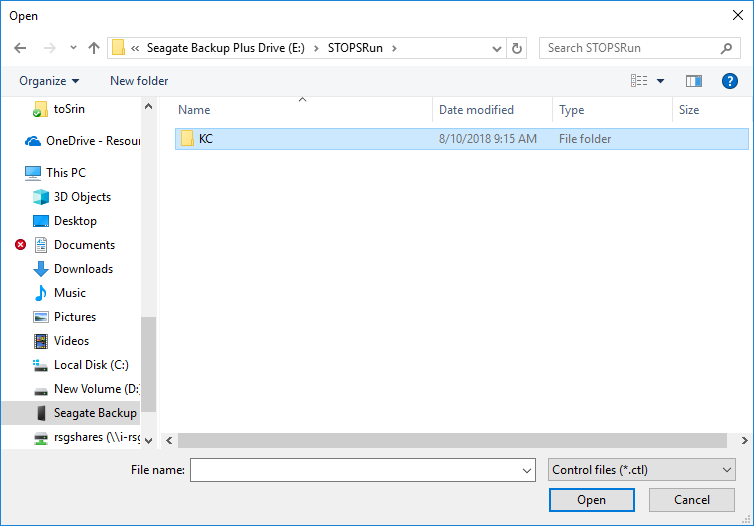 Open
« Seagate Backup Plus Drive (E:) > STOPSRun >
Search STOPSRun
Organize
New folder
?
toSrin
OneDrive - Resour
This PC
3D Objects
Desktop
Documents
Downloads
Music
Pictures
Videos
Local Disk (C:)
New Volume (D:
Seagate Backup
rsgshares (\\i-rsg
Name Date modified Type Size
KC 8/10/2018 9:15 AM File folder
File name:
Control files (*.ctl)
Open
Cancel